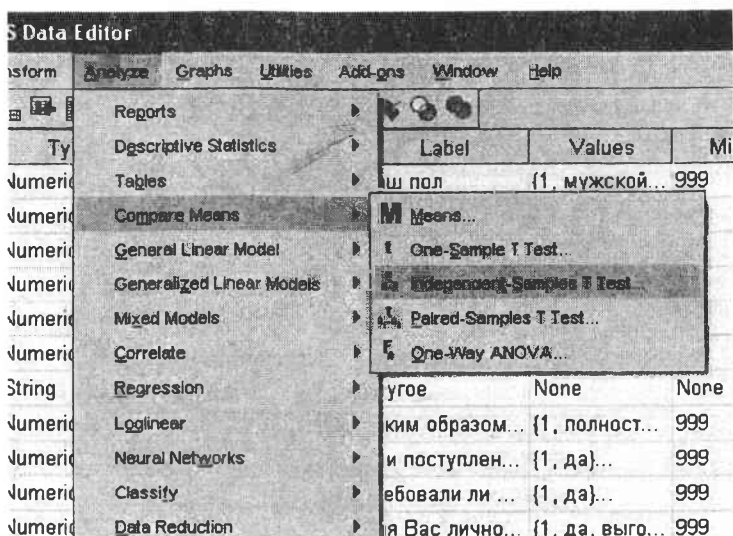 S Data Editor
nsform Analyze Graphs Utilities Add-ons Window Help
Ty Label Values Mi
Reports
Descriptive Statistics
Tables
Compare Means
General Linear Model
Generalized Linear Models
Mixed Models
Correlate
Regression
Loglinear
Neural Networks
Classify
Data Reduction
Numeric
Numeric
Numeric
Numeric
Numeric
Numeric
String
Numeric
Numeric
Numeric
Numeric
ш пол {1, мужской... 999
M Means...
t One-Sample T Test...
Independent-Samples T Test...
Paired-Samples T Test...
One-Way ANOVA...
угое None None
ким образом... {1, полност... 999
и поступлен... {1, да}... 999
ебовали ли ... {1, да}... 999
я Вас лично... {1, да, выго... 999